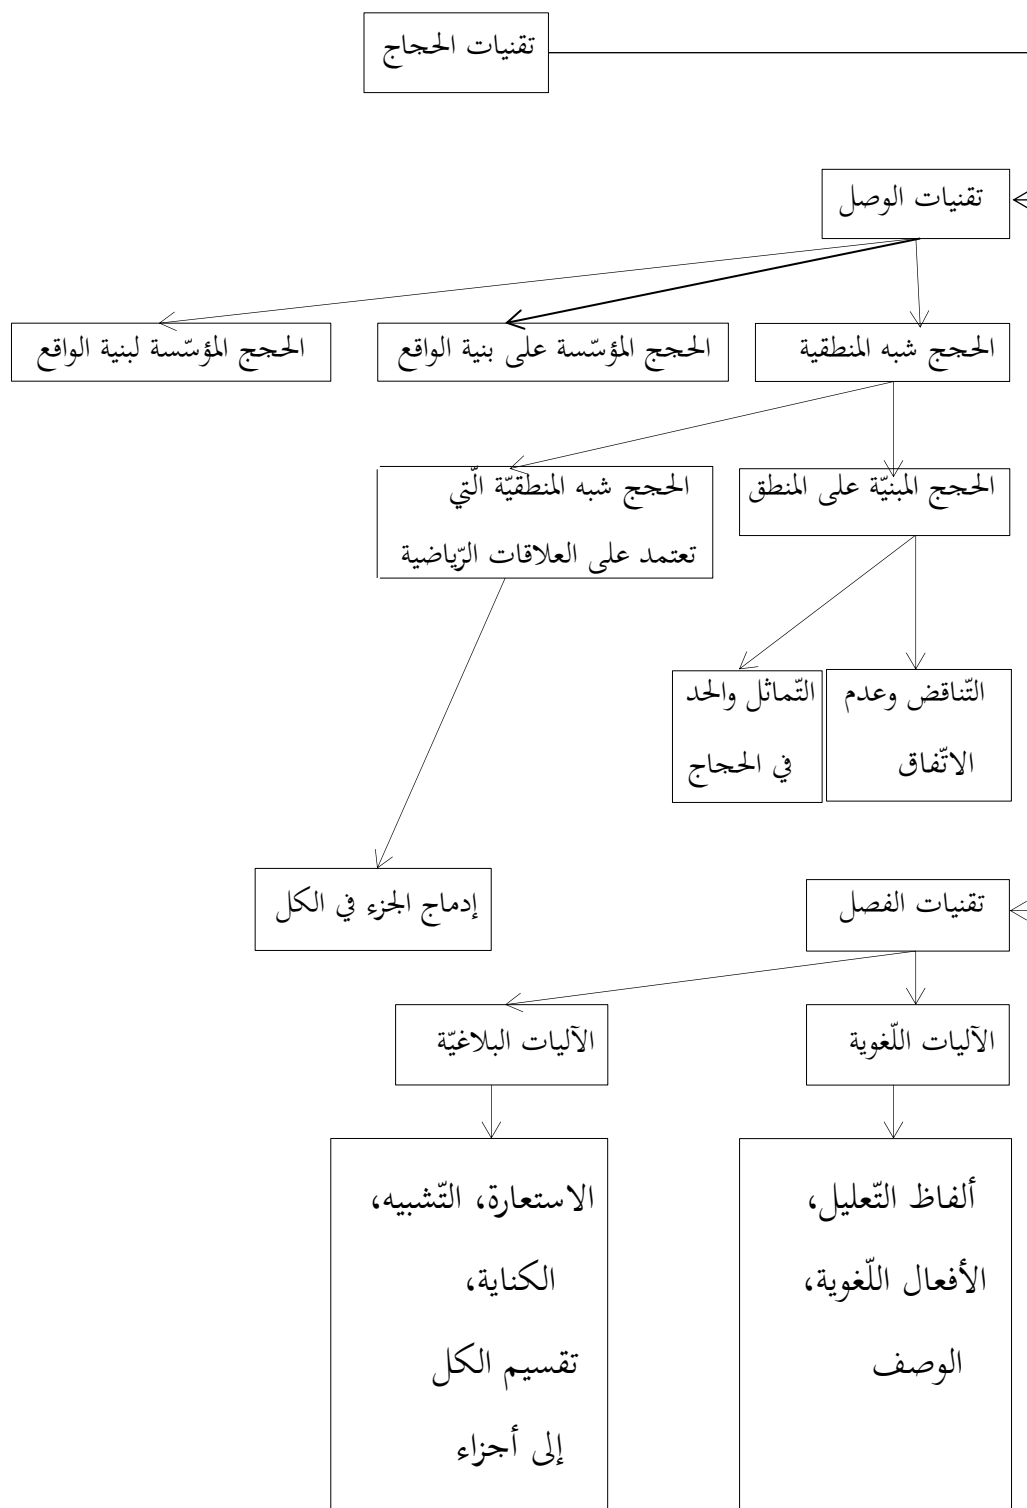 تقنيات الحجاج
تقنيات الوصل
الحجج شبه المنطقية
الحجج المؤسّسة على بنية الواقع
الحجج المؤسّسة لبنية الواقع
الحجج المبنيّة على المنطق
الحجج شبه المنطقيّة الّتي
تعتمد على العلاقات الرّياضية
التّناقض وعدم
الاتّفاق
التّماثل والحد
في الحجاج
إدماج الجزء في الكل
تقنيات الفصل
الآليات اللّغوية
الآليات البلاغيّة
ألفاظ التّعليل،
الأفعال اللّغوية،
الوصف
الاستعارة، التّشبيه،
الكناية،
تقسيم الكل
إلى أجزاء